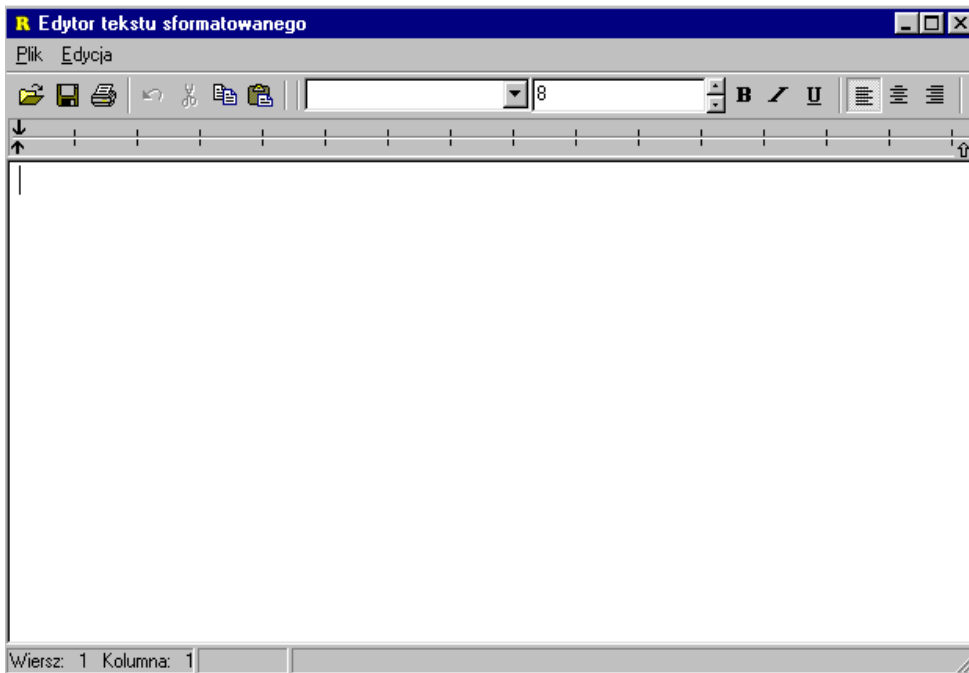 R Edytor tekstu sformatowanego
Plik Edycja
8 B I U
Wiersz: 1 Kolumna: 1